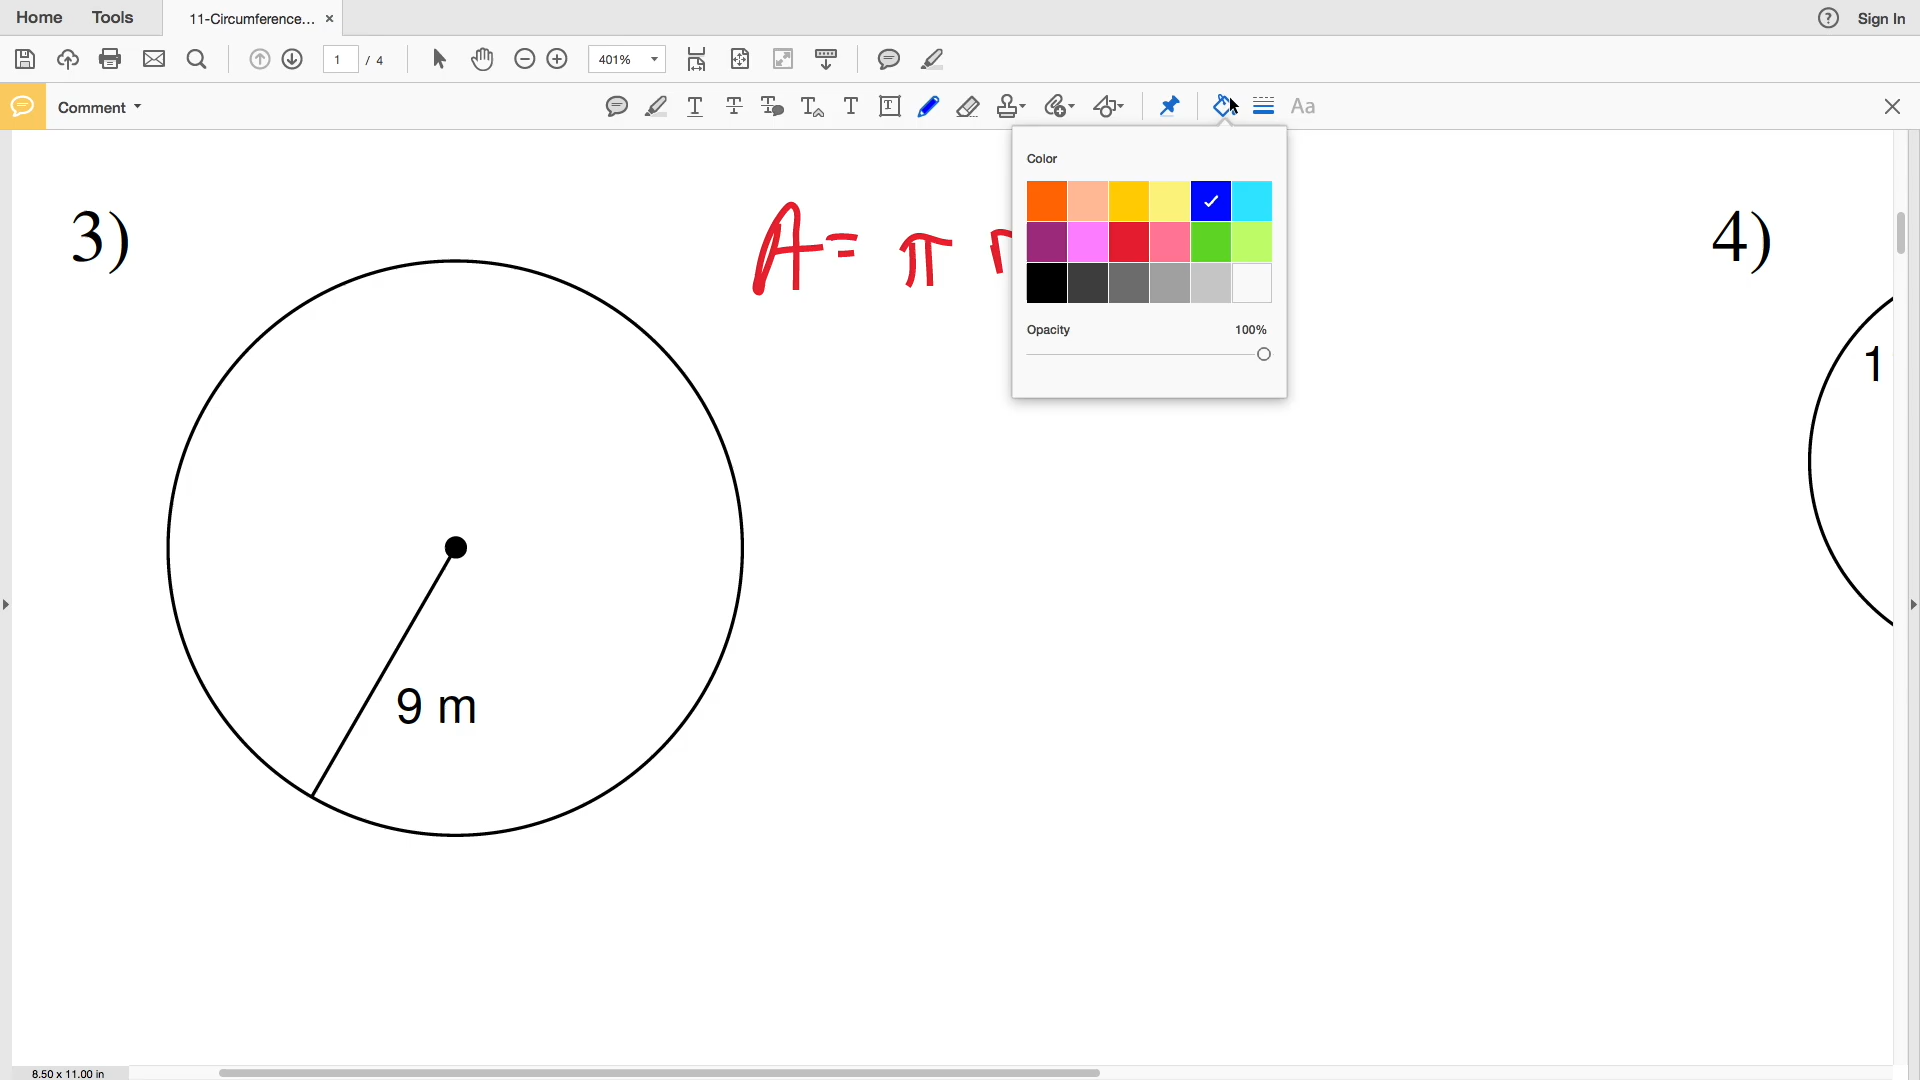 Home Tools 11-Circumference... × ? Sign In
1 / 4 401%
Comment T T T T T T Aa
Color
3) A = π r 4)
Opacity 100%
1
9 m
8.50 x 11.00 in